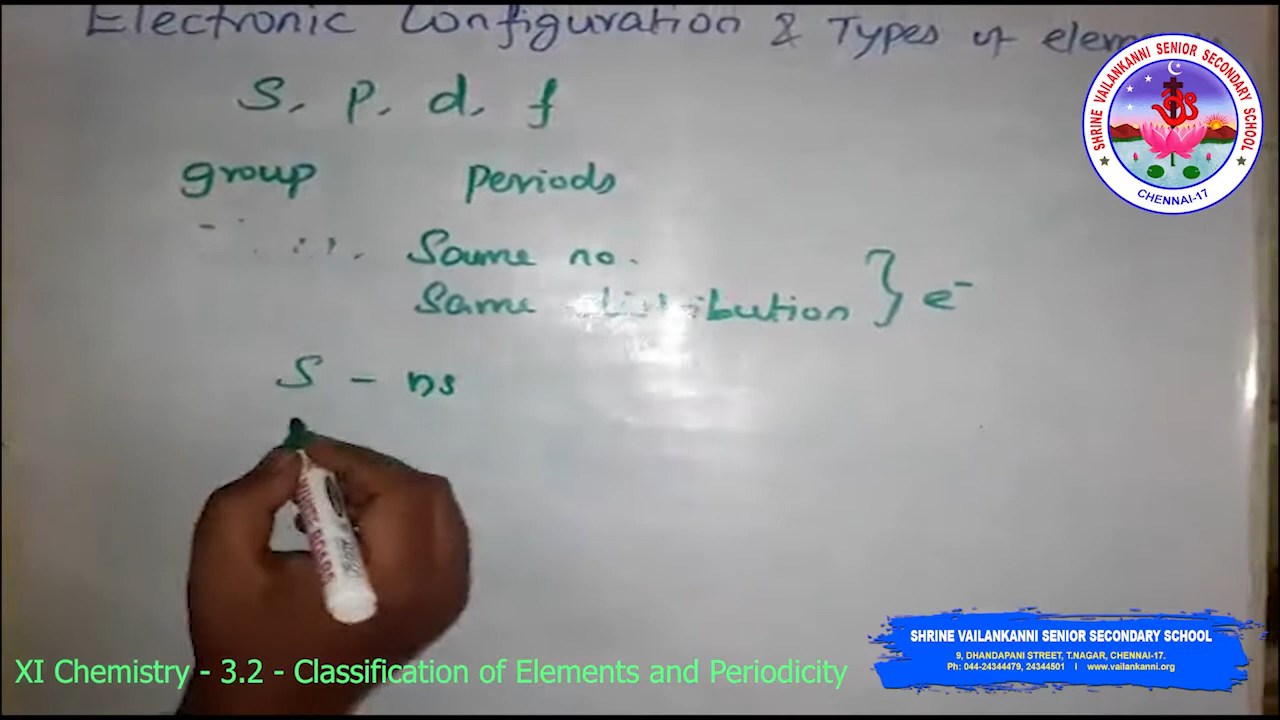 Electronic Configuration & Types of elements
S, p, d, f
group periods
Same no.
Same distribution } e⁻
S - ns
SHRINE VAILANKANNI SENIOR SECONDARY SCHOOL
CHENNAI-17
SHRINE VAILANKANNI SENIOR SECONDARY SCHOOL
9, DHANDAPANI STREET, T.NAGAR, CHENNAI-17.
Ph: 044-24344479, 24344501 I www.vailankanni.org
XI Chemistry - 3.2 - Classification of Elements and Periodicity